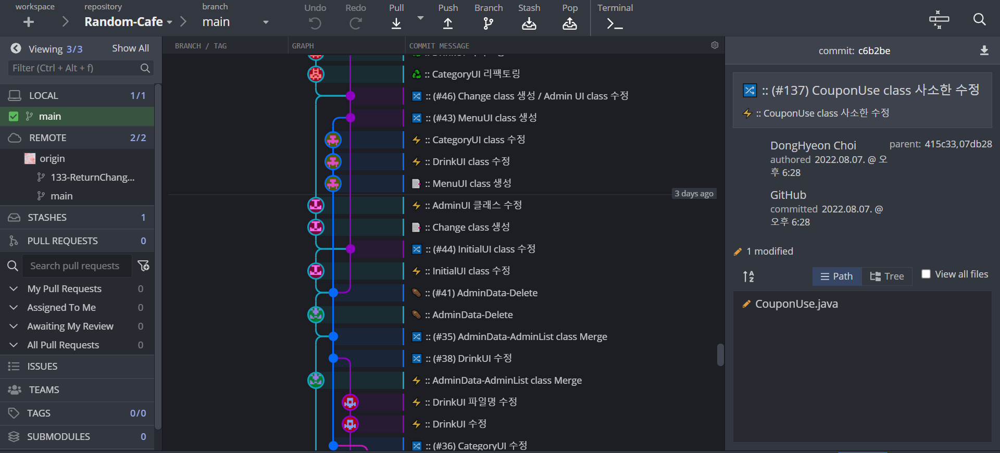 workspace
repository
Random-Cafe
branch
main
Undo
Redo
Pull
Push
Branch
Stash
Pop
Terminal
Viewing 3/3
Show All
Filter (Ctrl + Alt + f)
LOCAL 1/1
main
REMOTE 2/2
origin
133-ReturnChang...
main
STASHES 1
PULL REQUESTS 0
Search pull requests
My Pull Requests 0
Assigned To Me 0
Awaiting My Review 0
All Pull Requests 0
ISSUES
TEAMS
TAGS 0/0
SUBMODULES 0
BRANCH / TAG
GRAPH
COMMIT MESSAGE
:: CategoryUI 리팩토링
:: (#46) Change class 생성 / Admin UI class 수정
:: (#43) MenuUI class 생성
:: CategoryUI class 수정
:: DrinkUI class 수정
:: MenuUI class 생성
3 days ago
:: AdminUI 클래스 수정
:: Change class 생성
:: (#44) InitialUI class 수정
:: InitialUI class 수정
:: (#41) AdminData-Delete
:: AdminData-Delete
:: (#35) AdminData-AdminList class Merge
:: (#38) DrinkUI 수정
:: AdminData-AdminList class Merge
:: DrinkUI 파일명 수정
:: DrinkUI 수정
:: (#36) CategoryUI 수정
commit: c6b2be
:: (#137) CouponUse class 사소한 수정
:: CouponUse class 사소한 수정
DongHyeon Choi
parent: 415c33,07db28
authored 2022.08.07. @ 오
후 6:28
GitHub
committed 2022.08.07. @
오후 6:28
1 modified
Path
Tree
View all files
CouponUse.java